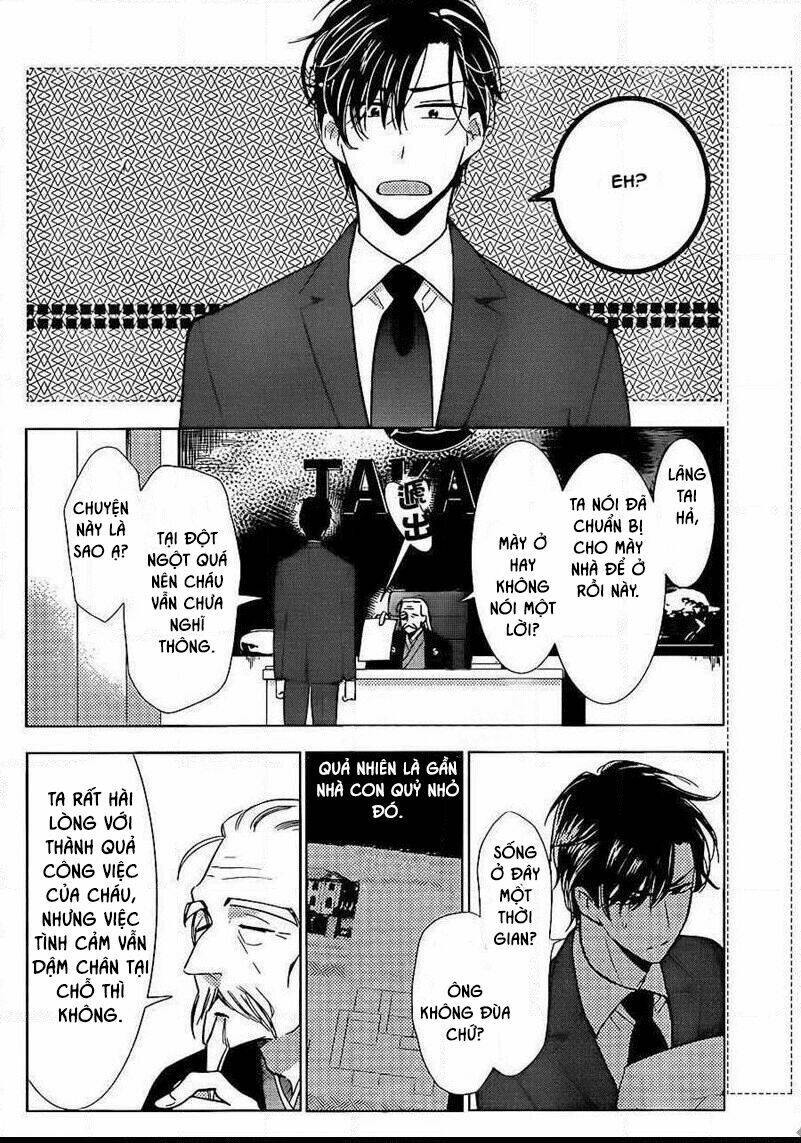 EH?
LÃNG
TAI
HẢ,
TA NÓI ĐÃ
CHUẨN BỊ
CHO MÀY
NHÀ ĐỂ Ở
RỒI NÀY.
MÀY Ở
HAY
KHÔNG
NÓI MỘT
LỜI?
TAKA
遞出
TẠI ĐỘT
NGỘT QUÁ
NÊN CHÁU
VẪN CHƯA
NGHĨ
THÔNG.
CHUYỆN
NÀY LÀ
SAO Ạ?
SỐNG
Ở ĐÂY
MỘT
THỜI
GIAN?
ÔNG
KHÔNG ĐÙA
CHỨ?
QUẢ NHIÊN LÀ GẦN
NHÀ CON QUỶ NHỎ
ĐÓ.
TA RẤT HÀI
LÒNG VỚI
THÀNH QUẢ
CÔNG VIỆC
CỦA CHÁU,
NHƯNG VIỆC
TÌNH CẢM VẪN
DẬM CHÂN TẠI
CHỖ THÌ
KHÔNG.